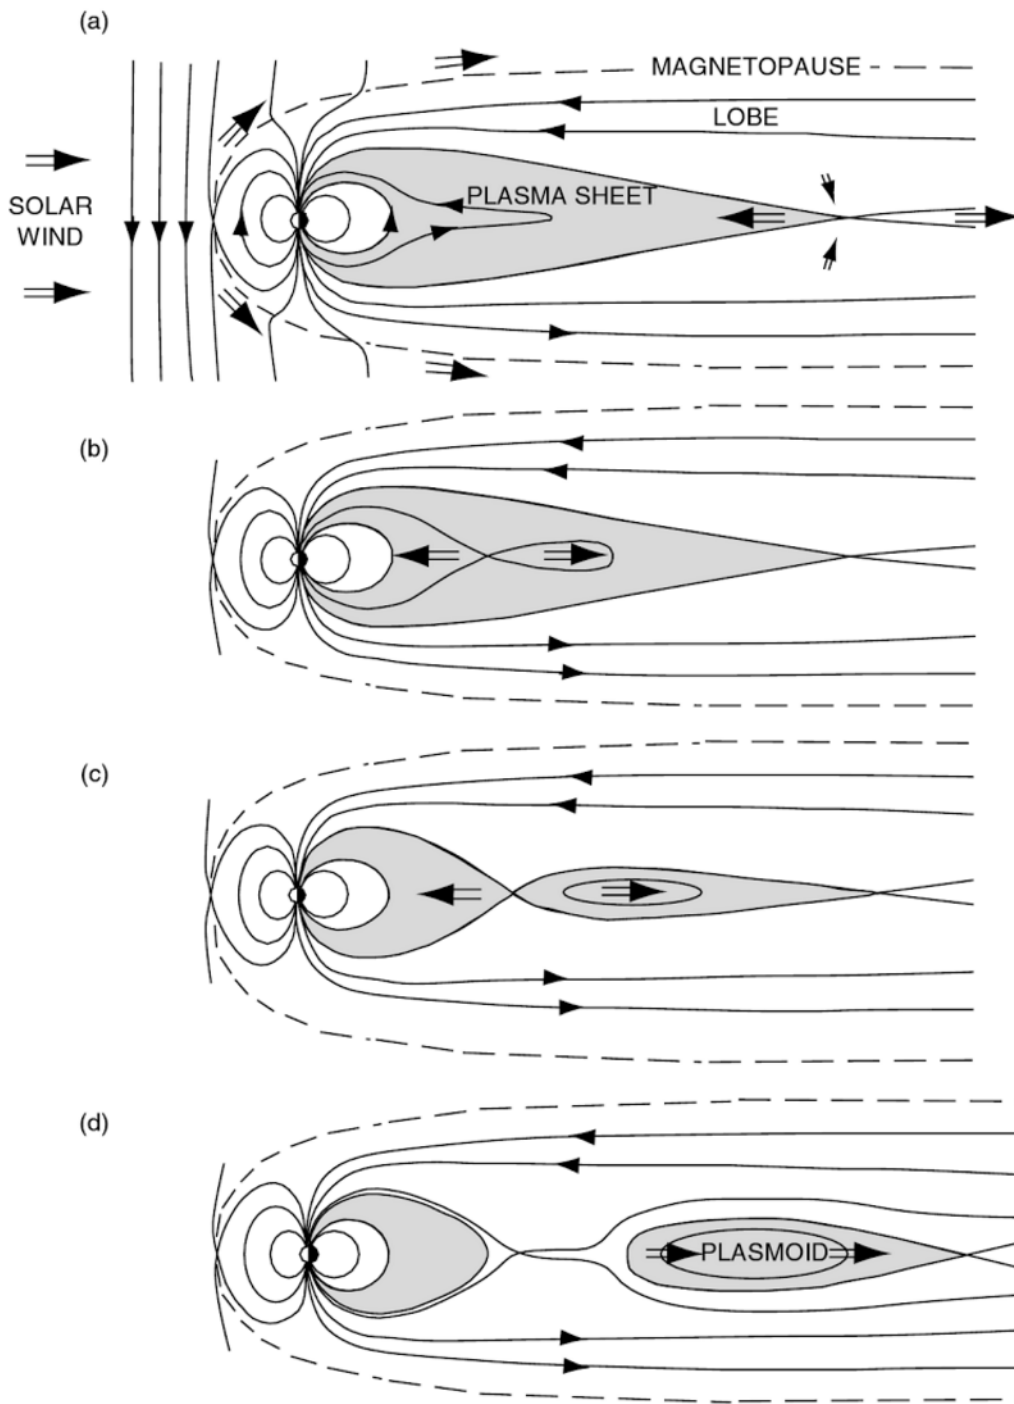 (a)
MAGNETOPAUSE
LOBE
PLASMA SHEET
SOLAR
WIND
(b)
(c)
(d)
PLASMOID